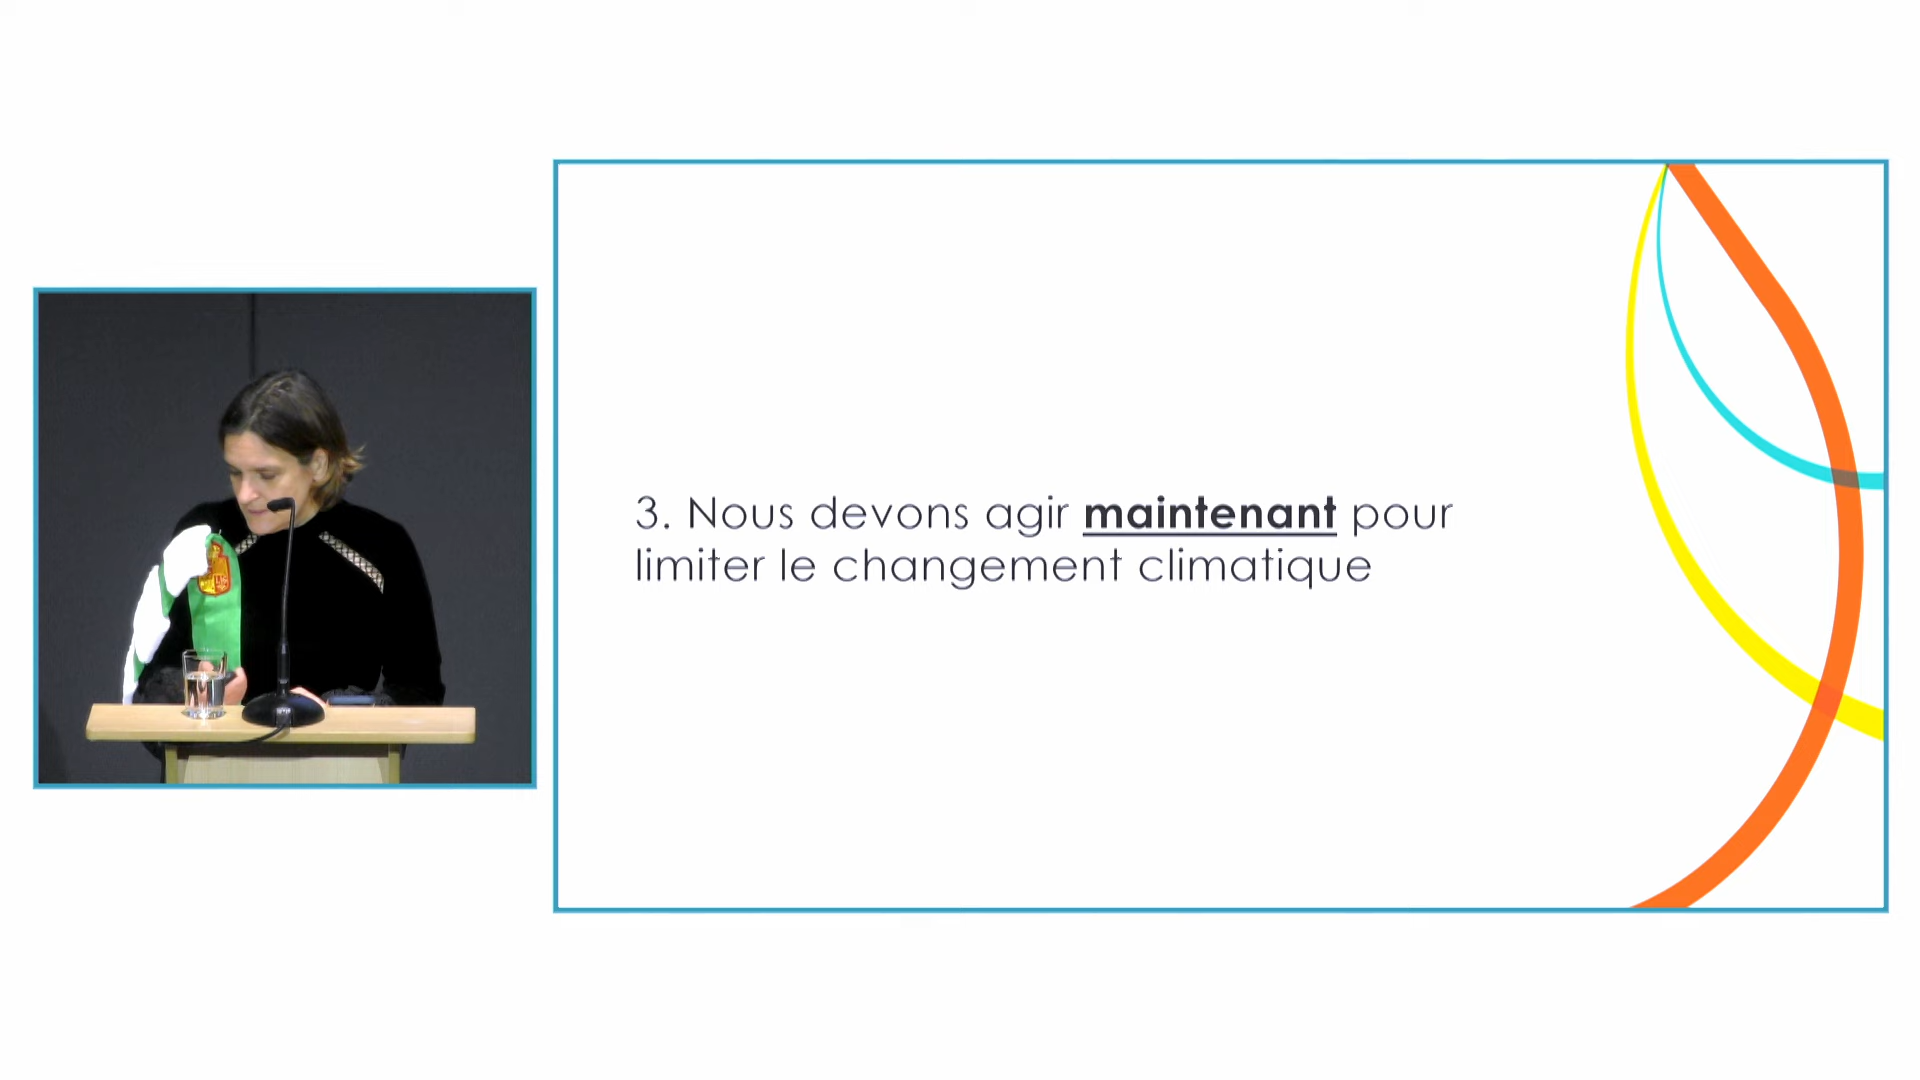 3. Nous devons agir maintenant pour
limiter le changement climatique